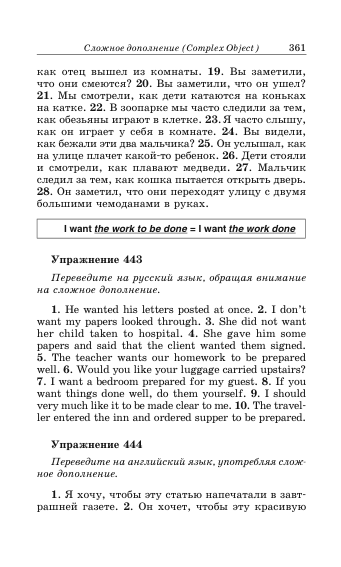 Сложное дополнение (Complex Object) 361
как отец вышел из комнаты. 19. Вы заметили,
что они смеются? 20. Вы заметили, что он ушел?
21. Мы смотрели, как дети катаются на коньках
на катке. 22. В зоопарке мы часто следили за тем,
как обезьяны играют в клетке. 23. Я часто слышу,
как он играет у себя в комнате. 24. Вы видели,
как бежали эти два мальчика? 25. Он услышал, как
на улице плачет какой-то ребенок. 26. Дети стояли
и смотрели, как плавают медведи. 27. Мальчик
следил за тем, как кошка пытается открыть дверь.
28. Он заметил, что они переходят улицу с двумя
большими чемоданами в руках.
I want the work to be done = I want the work done
Упражнение 443
Переведите на русский язык, обращая внимание
на сложное дополнение.
1. He wanted his letters posted at once. 2. I don't
want my papers looked through. 3. She did not want
her child taken to hospital. 4. She gave him some
papers and said that the client wanted them signed.
5. The teacher wants our homework to be prepared
well. 6. Would you like your luggage carried upstairs?
7. I want a bedroom prepared for my guest. 8. If you
want things done well, do them yourself. 9. I should
very much like it to be made clear to me. 10. The travel-
ler entered the inn and ordered supper to be prepared.
Упражнение 444
Переведите на английский язык, употребляя слож-
ное дополнение.
1. Я хочу, чтобы эту статью напечатали в завт-
рашней газете. 2. Он хочет, чтобы эту красивую